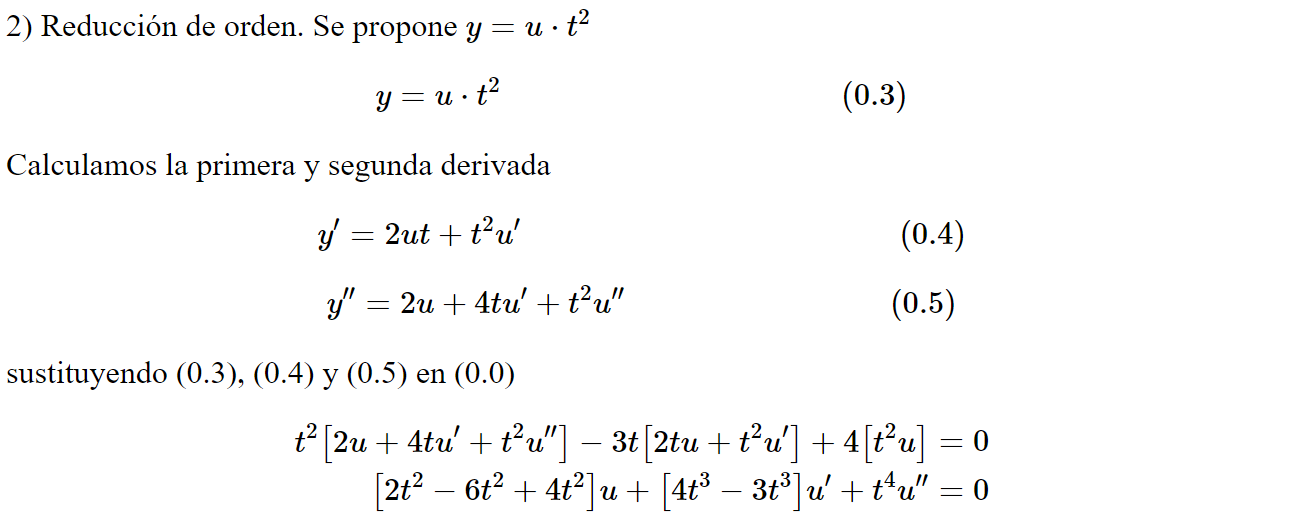 2) Reducción de orden. Se propone y = u · t²
y = u · t² (0.3)
Calculamos la primera y segunda derivada
y′ = 2ut + t²u′ (0.4)
y″ = 2u + 4tu′ + t²u″ (0.5)
sustituyendo (0.3), (0.4) y (0.5) en (0.0)
t²[2u + 4tu′ + t²u″] − 3t[2tu + t²u′] + 4[t²u] = 0
[2t² − 6t² + 4t²]u + [4t³ − 3t³]u′ + t⁴u″ = 0